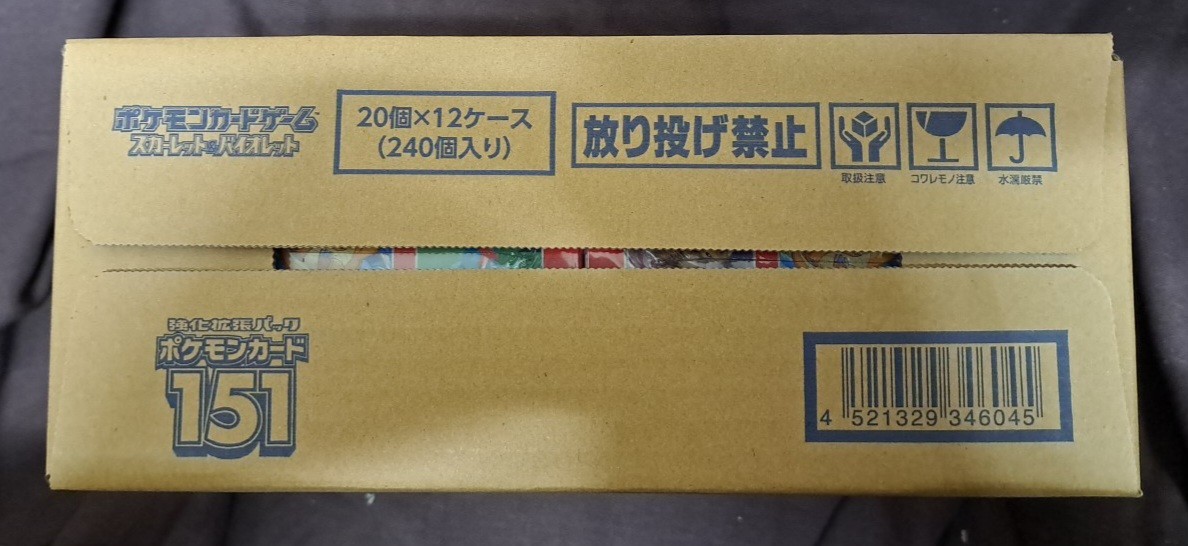 ポケモンカードゲーム
スカーレット&バイオレット
20個×12ケース
(240個入り)
放り投げ禁止
取扱注意
コワレモノ注意
水濡厳禁
強化拡張パック
ポケモンカード
151
4 521329 346045